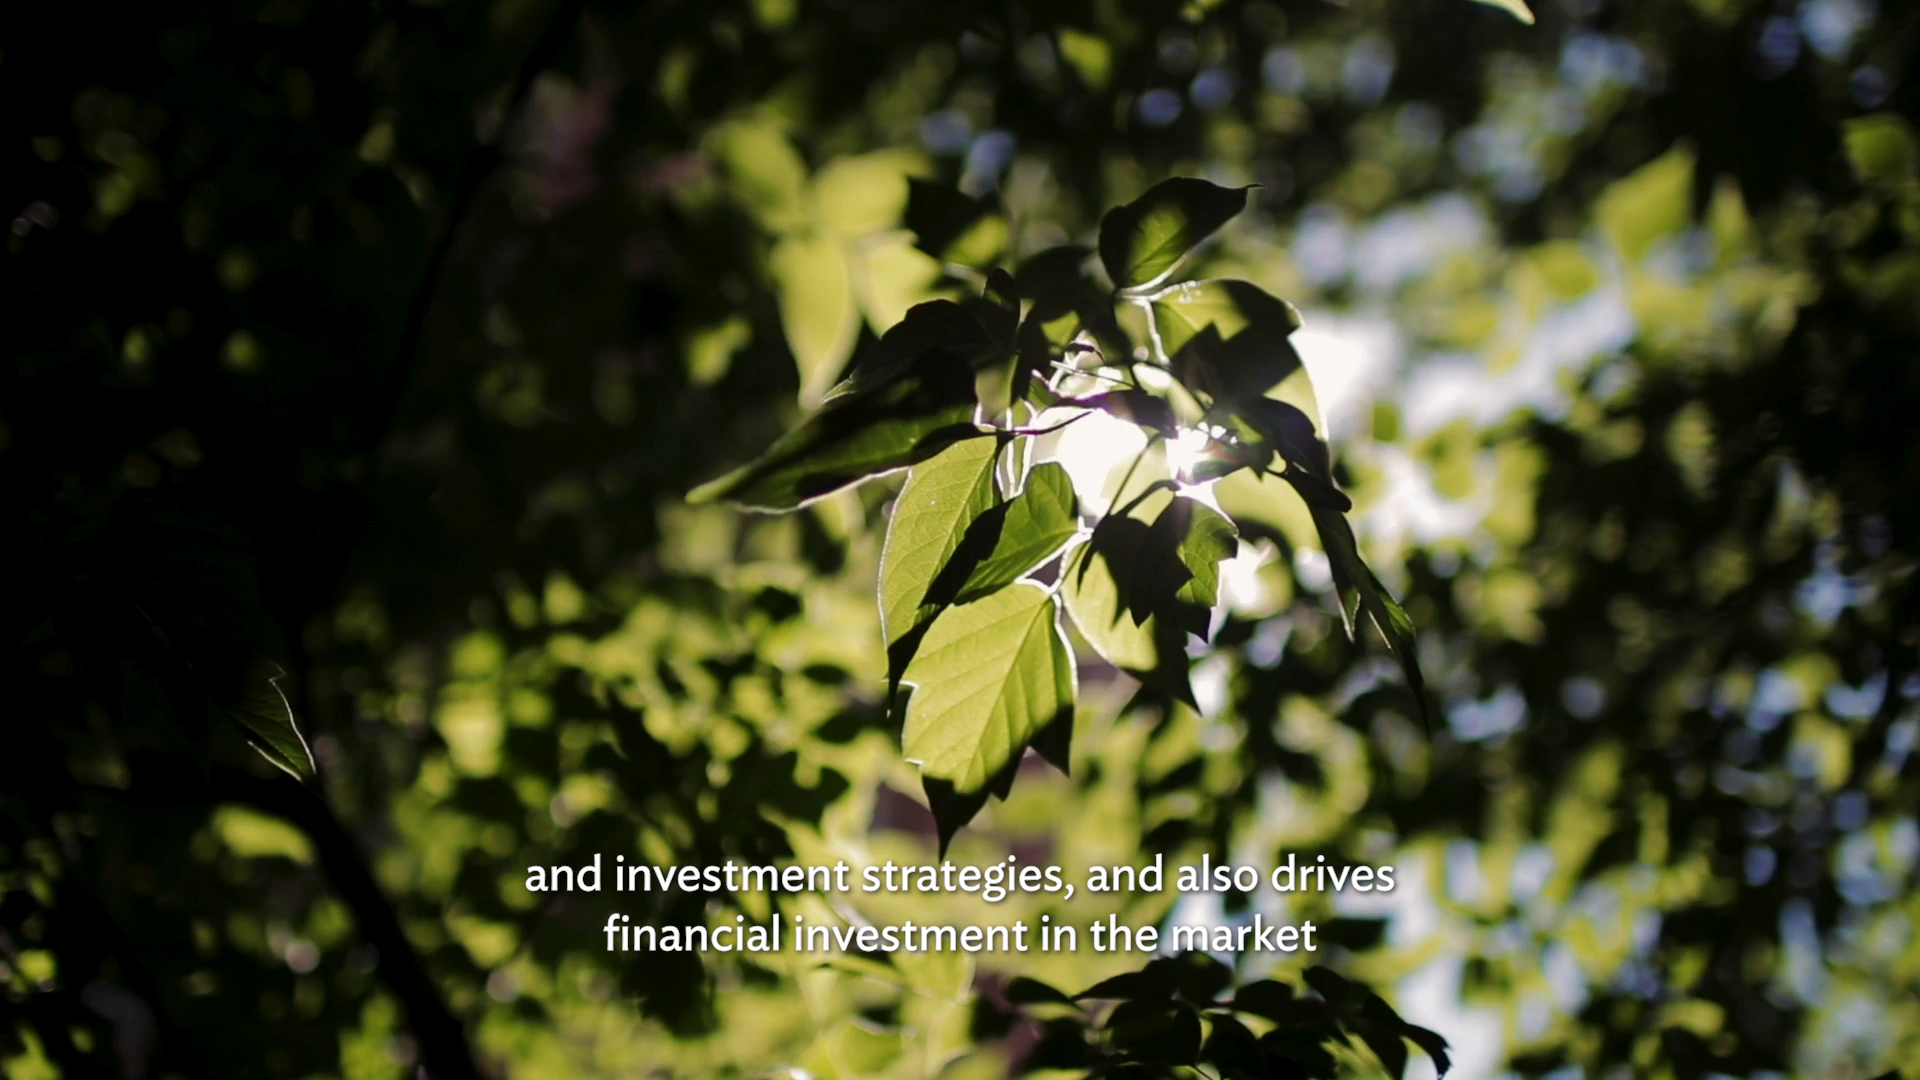 and investment strategies, and also drives
financial investment in the market